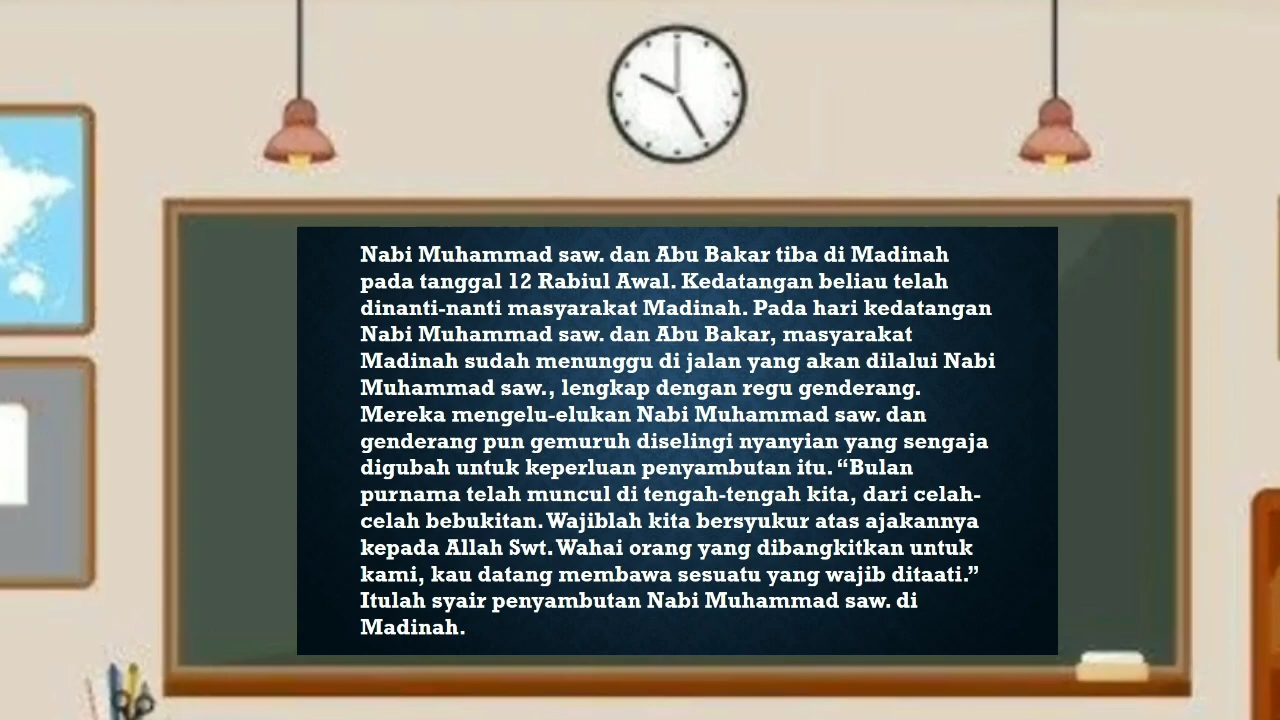 Nabi Muhammad saw. dan Abu Bakar tiba di Madinah
pada tanggal 12 Rabiul Awal. Kedatangan beliau telah
dinanti-nanti masyarakat Madinah. Pada hari kedatangan
Nabi Muhammad saw. dan Abu Bakar, masyarakat
Madinah sudah menunggu di jalan yang akan dilalui Nabi
Muhammad saw., lengkap dengan regu genderang.
Mereka mengelu-elukan Nabi Muhammad saw. dan
genderang pun gemuruh diselingi nyanyian yang sengaja
digubah untuk keperluan penyambutan itu. “Bulan
purnama telah muncul di tengah-tengah kita, dari celah-
celah bebukitan. Wajiblah kita bersyukur atas ajakannya
kepada Allah Swt. Wahai orang yang dibangkitkan untuk
kami, kau datang membawa sesuatu yang wajib ditaati.”
Itulah syair penyambutan Nabi Muhammad saw. di
Madinah.